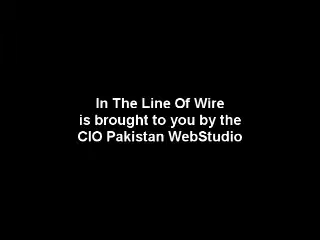 In The Line Of Wire
is brought to you by the
CIO Pakistan WebStudio